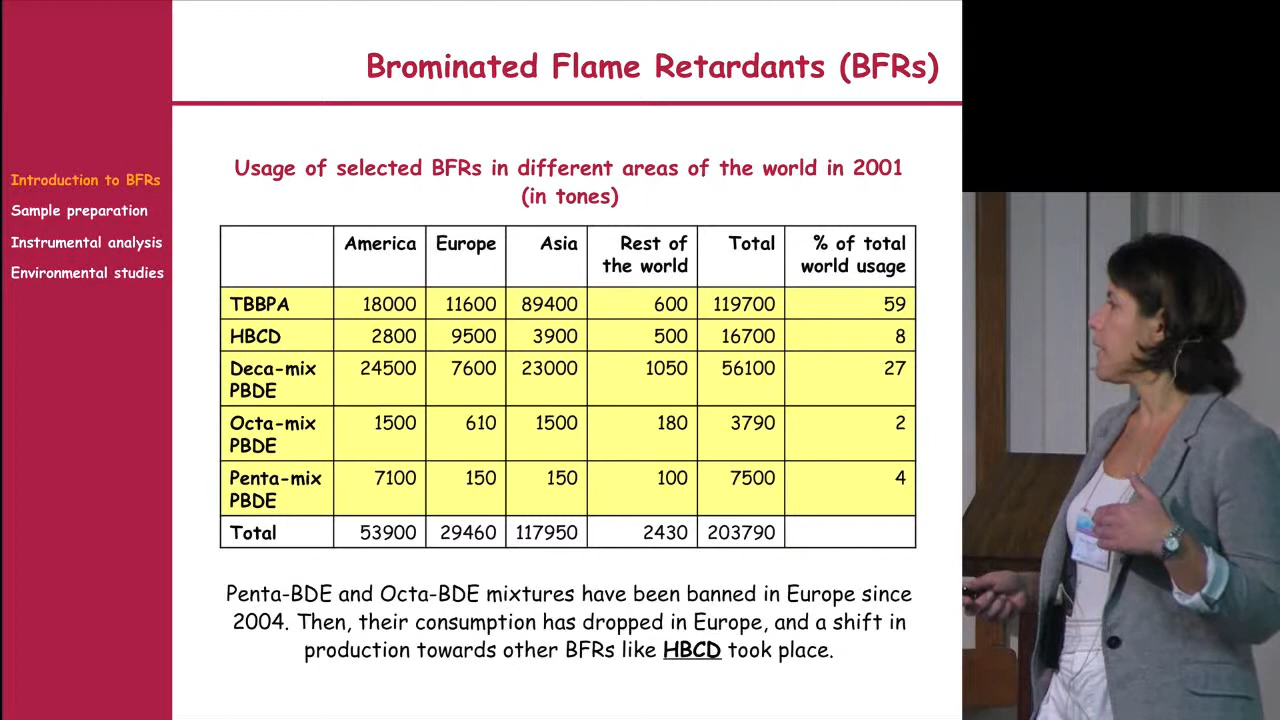 Brominated Flame Retardants (BFRs)
Introduction to BFRs
Sample preparation
Instrumental analysis
Environmental studies
Usage of selected BFRs in different areas of the world in 2001
(in tones)
America Europe Asia Rest of the world Total % of total world usage
TBBPA 18000 11600 89400 600 119700 59
HBCD 2800 9500 3900 500 16700 8
Deca-mix PBDE 24500 7600 23000 1050 56100 27
Octa-mix PBDE 1500 610 1500 180 3790 2
Penta-mix PBDE 7100 150 150 100 7500 4
Total 53900 29460 117950 2430 203790
Penta-BDE and Octa-BDE mixtures have been banned in Europe since
2004. Then, their consumption has dropped in Europe, and a shift in
production towards other BFRs like HBCD took place.